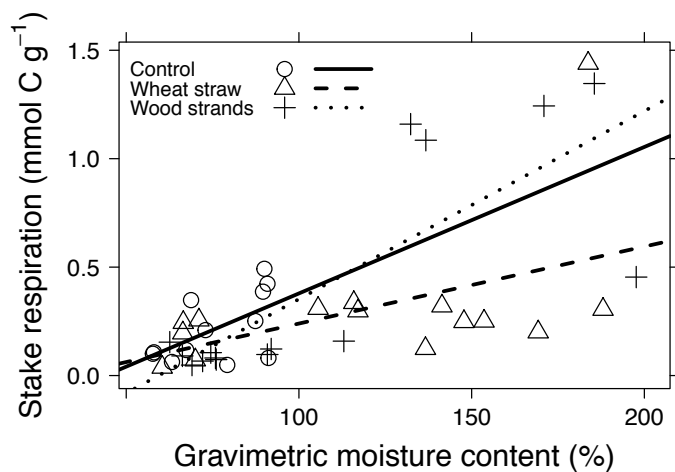 Stake respiration (mmol C g⁻¹)
1.5
1.0
0.5
0.0
Control
Wheat straw
Wood strands
100
150
200
Gravimetric moisture content (%)